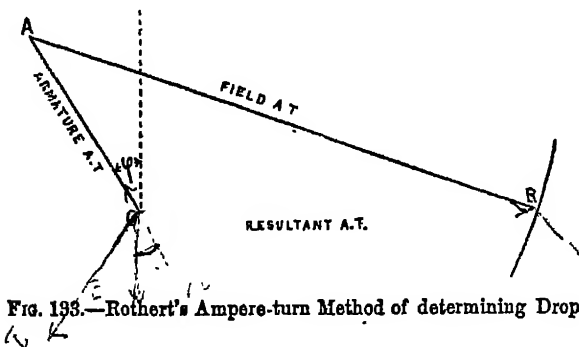 A
FIELD A T
ARMATURE A.T
φ
R
RESULTANT A.T.
FIG. 193.—Rothert's Ampere-turn Method of determining Drop